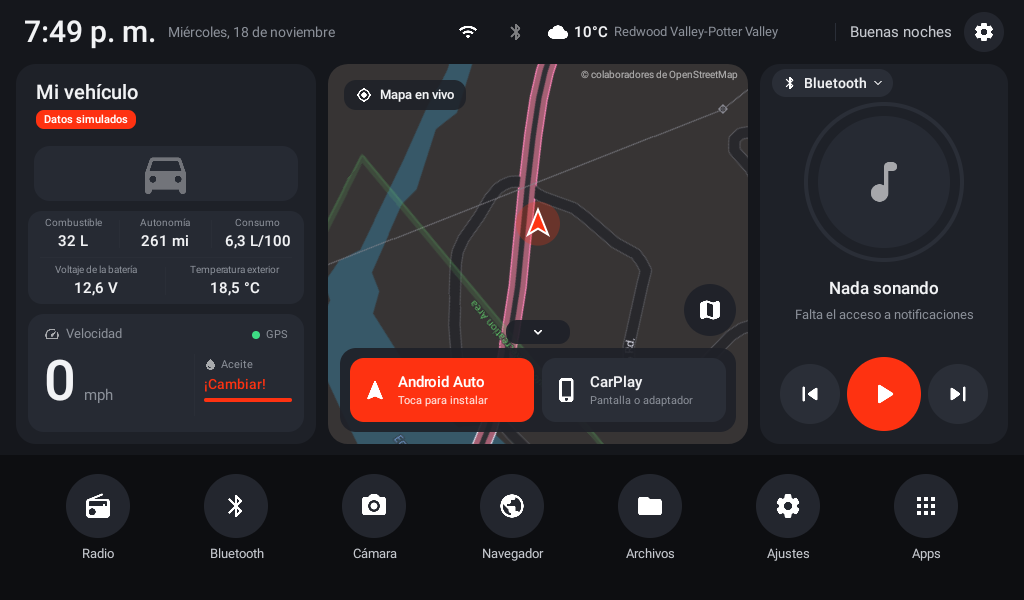 7:49 p. m.
Miércoles, 18 de noviembre
10°C Redwood Valley-Potter Valley
Buenas noches
Mi vehículo
Datos simulados
Combustible
32 L
Autonomía
261 mi
Consumo
6,3 L/100
Voltaje de la batería
12,6 V
Temperatura exterior
18,5 °C
Velocidad
GPS
0 mph
Aceite
¡Cambiar!
© colaboradores de OpenStreetMap
Mapa en vivo
Android Auto
Toca para instalar
CarPlay
Pantalla o adaptador
Bluetooth
Nada sonando
Falta el acceso a notificaciones
Radio
Bluetooth
Cámara
Navegador
Archivos
Ajustes
Apps